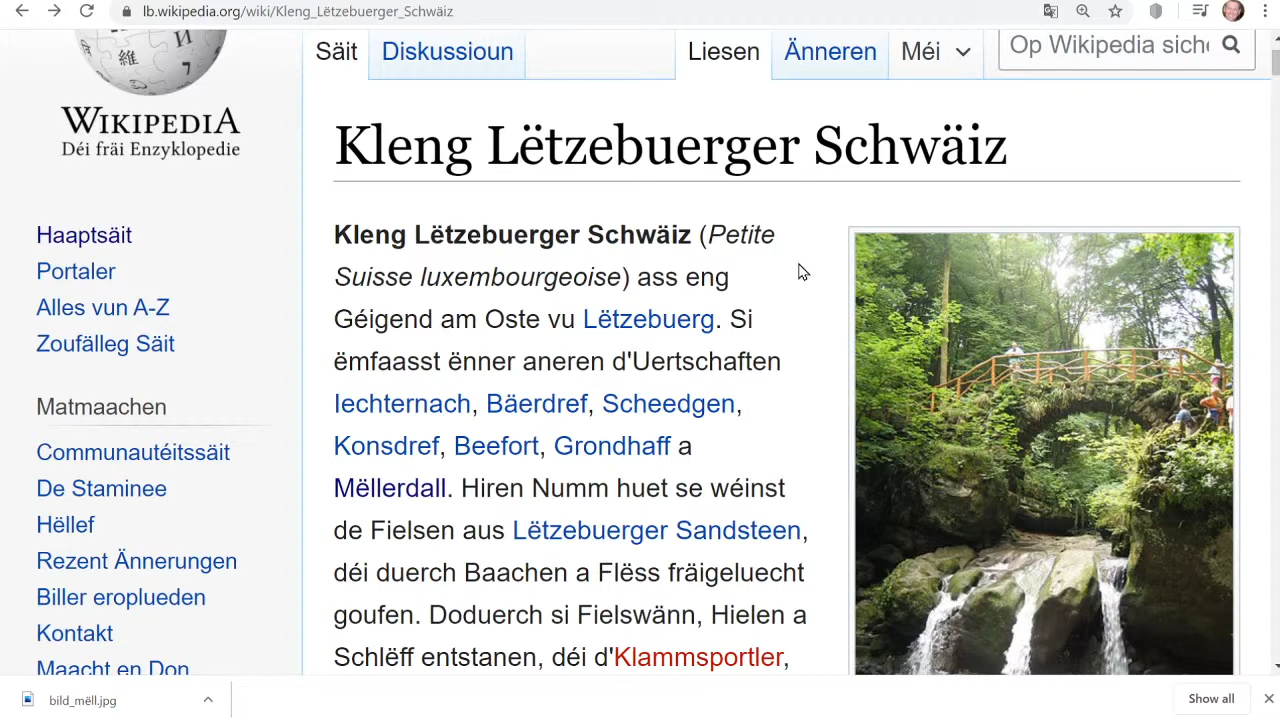 lb.wikipedia.org/wiki/Kleng_Lëtzebuerger_Schwäiz
維
И
7
WIKIPEDIA
Déi fräi Enzyklopedie
Säit
Diskussioun
Liesen
Änneren
Méi
Op Wikipedia siche
Kleng Lëtzebuerger Schwäiz
Haaptsäit
Portaler
Alles vun A-Z
Zoufälleg Säit
Matmaachen
Communautéitssäit
De Staminee
Hëllef
Rezent Ännerungen
Biller eroplueden
Kontakt
Maacht en Don
Kleng Lëtzebuerger Schwäiz (Petite
Suisse luxembourgeoise) ass eng
Géigend am Oste vu Lëtzebuerg. Si
ëmfaasst ënner aneren d'Uertschaften
Iechternach, Bäerdref, Scheedgen,
Konsdref, Beefort, Grondhaff a
Mëllerdall. Hiren Numm huet se wéinst
de Fielsen aus Lëtzebuerger Sandsteen,
déi duerch Baachen a Flëss fräigeluecht
goufen. Doduerch si Fielswänn, Hielen a
Schlëff entstanen, déi d'Klammsportler,
bild_mëll.jpg
Show all